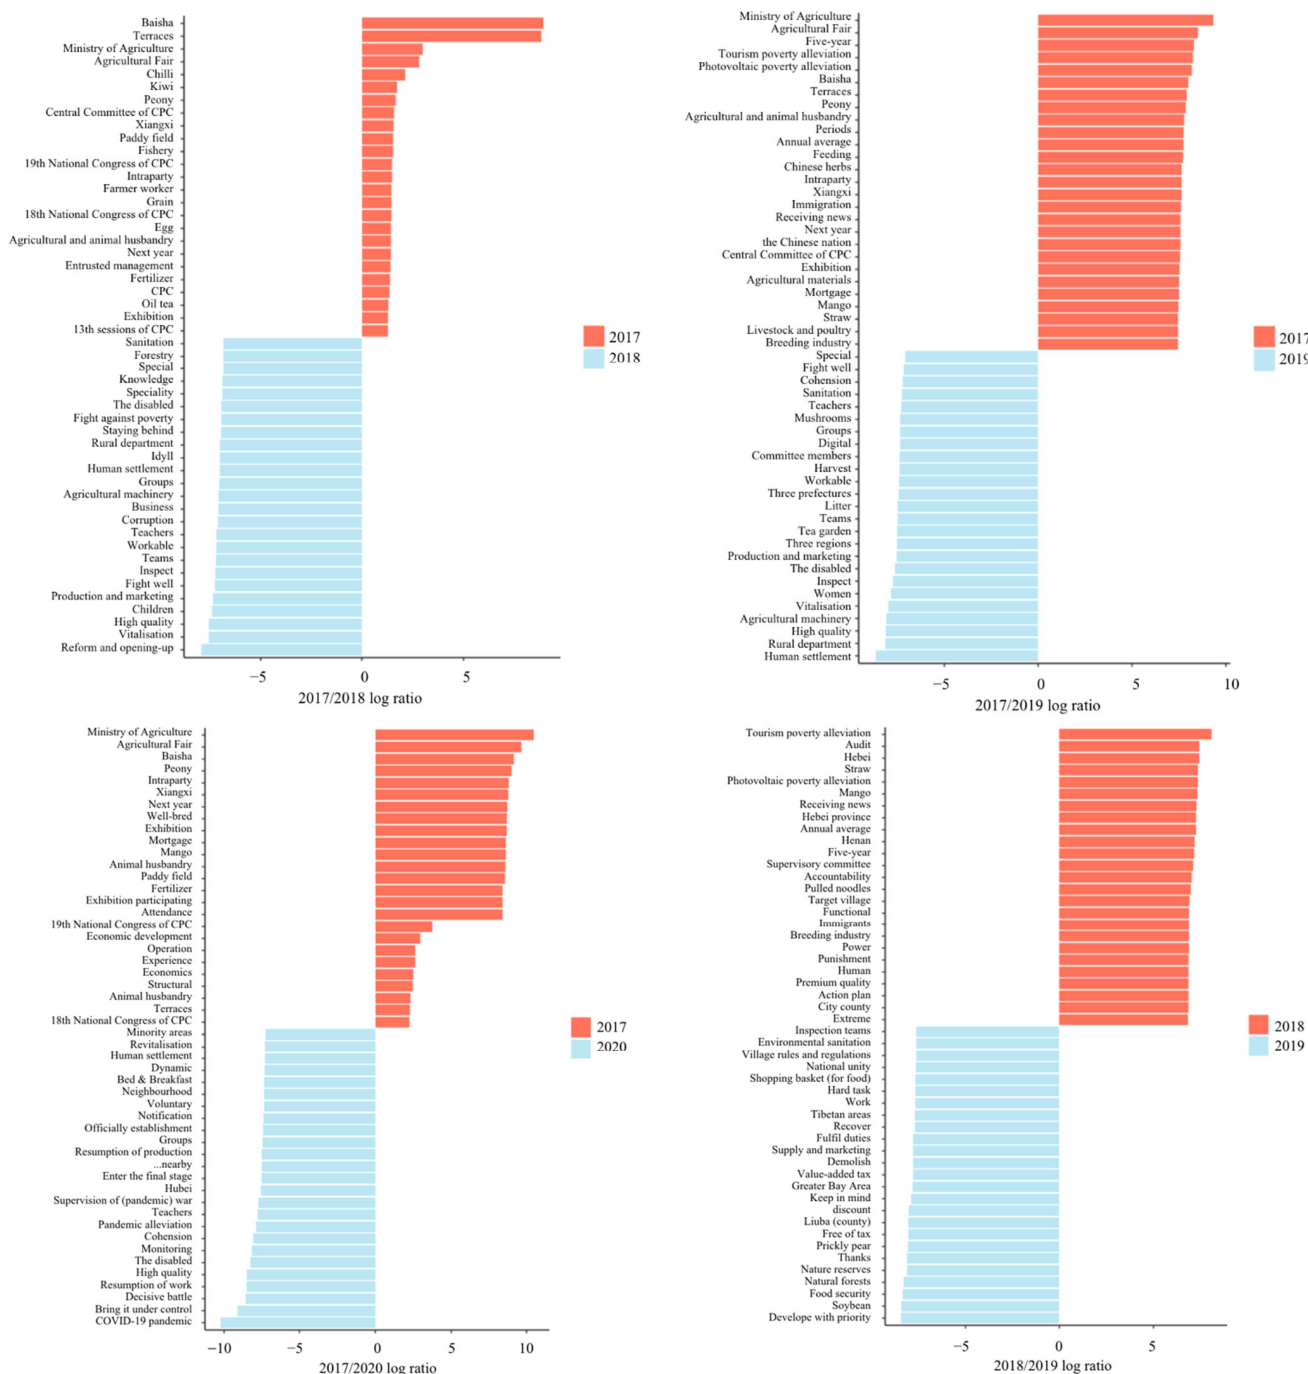 Baisha
Terraces
Ministry of Agriculture
Agricultural Fair
Chilli
Kiwi
Peony
Central Committee of CPC
Xiangxi
Paddy field
Fishery
19th National Congress of CPC
Intraparty
Farmer worker
Grain
18th National Congress of CPC
Egg
Agricultural and animal husbandry
Next year
Entrusted management
Fertilizer
CPC
Oil tea
Exhibition
13th sessions of CPC
Sanitation
Forestry
Special
Knowledge
Speciality
The disabled
Fight against poverty
Staying behind
Rural department
Idyll
Human settlement
Groups
Agricultural machinery
Business
Corruption
Teachers
Workable
Teams
Inspect
Fight well
Production and marketing
Children
High quality
Vitalisation
Reform and opening-up
2017
2018
−5 0 5
2017/2018 log ratio
Ministry of Agriculture
Agricultural Fair
Five-year
Tourism poverty alleviation
Photovoltaic poverty alleviation
Baisha
Terraces
Peony
Agricultural and animal husbandry
Periods
Annual average
Feeding
Chinese herbs
Intraparty
Xiangxi
Immigration
Receiving news
Next year
the Chinese nation
Central Committee of CPC
Exhibition
Agricultural materials
Mortgage
Mango
Straw
Livestock and poultry
Breeding industry
Special
Fight well
Cohension
Sanitation
Teachers
Mushrooms
Groups
Digital
Committee members
Harvest
Workable
Three prefectures
Litter
Teams
Tea garden
Three regions
Production and marketing
The disabled
Inspect
Women
Vitalisation
Agricultural machinery
High quality
Rural department
Human settlement
2017
2019
−5 0 5 10
2017/2019 log ratio
Ministry of Agriculture
Agricultural Fair
Baisha
Peony
Intraparty
Xiangxi
Next year
Well-bred
Exhibition
Mortgage
Mango
Animal husbandry
Paddy field
Fertilizer
Exhibition participating
Attendance
19th National Congress of CPC
Economic development
Operation
Experience
Economics
Structural
Animal husbandry
Terraces
18th National Congress of CPC
Minority areas
Revitalisation
Human settlement
Dynamic
Bed & Breakfast
Neighbourhood
Voluntary
Notification
Officially establishment
Groups
Resumption of production
...nearby
Enter the final stage
Hubei
Supervision of (pandemic) war
Teachers
Pandemic alleviation
Cohension
Monitoring
The disabled
High quality
Resumption of work
Decisive battle
Bring it under control
COVID-19 pandemic
2017
2020
−10 −5 0 5 10
2017/2020 log ratio
Tourism poverty alleviation
Audit
Hebei
Straw
Photovoltaic poverty alleviation
Mango
Receiving news
Hebei province
Annual average
Henan
Five-year
Supervisory committee
Accountability
Pulled noodles
Target village
Functional
Immigrants
Breeding industry
Power
Punishment
Human
Premium quality
Action plan
City county
Extreme
Inspection teams
Environmental sanitation
Village rules and regulations
National unity
Shopping basket (for food)
Hard task
Work
Tibetan areas
Recover
Fulfil duties
Supply and marketing
Demolish
Value-added tax
Greater Bay Area
Keep in mind
discount
Liuba (county)
Free of tax
Prickly pear
Thanks
Nature reserves
Natural forests
Food security
Soybean
Develope with priority
2018
2019
−5 0 5
2018/2019 log ratio